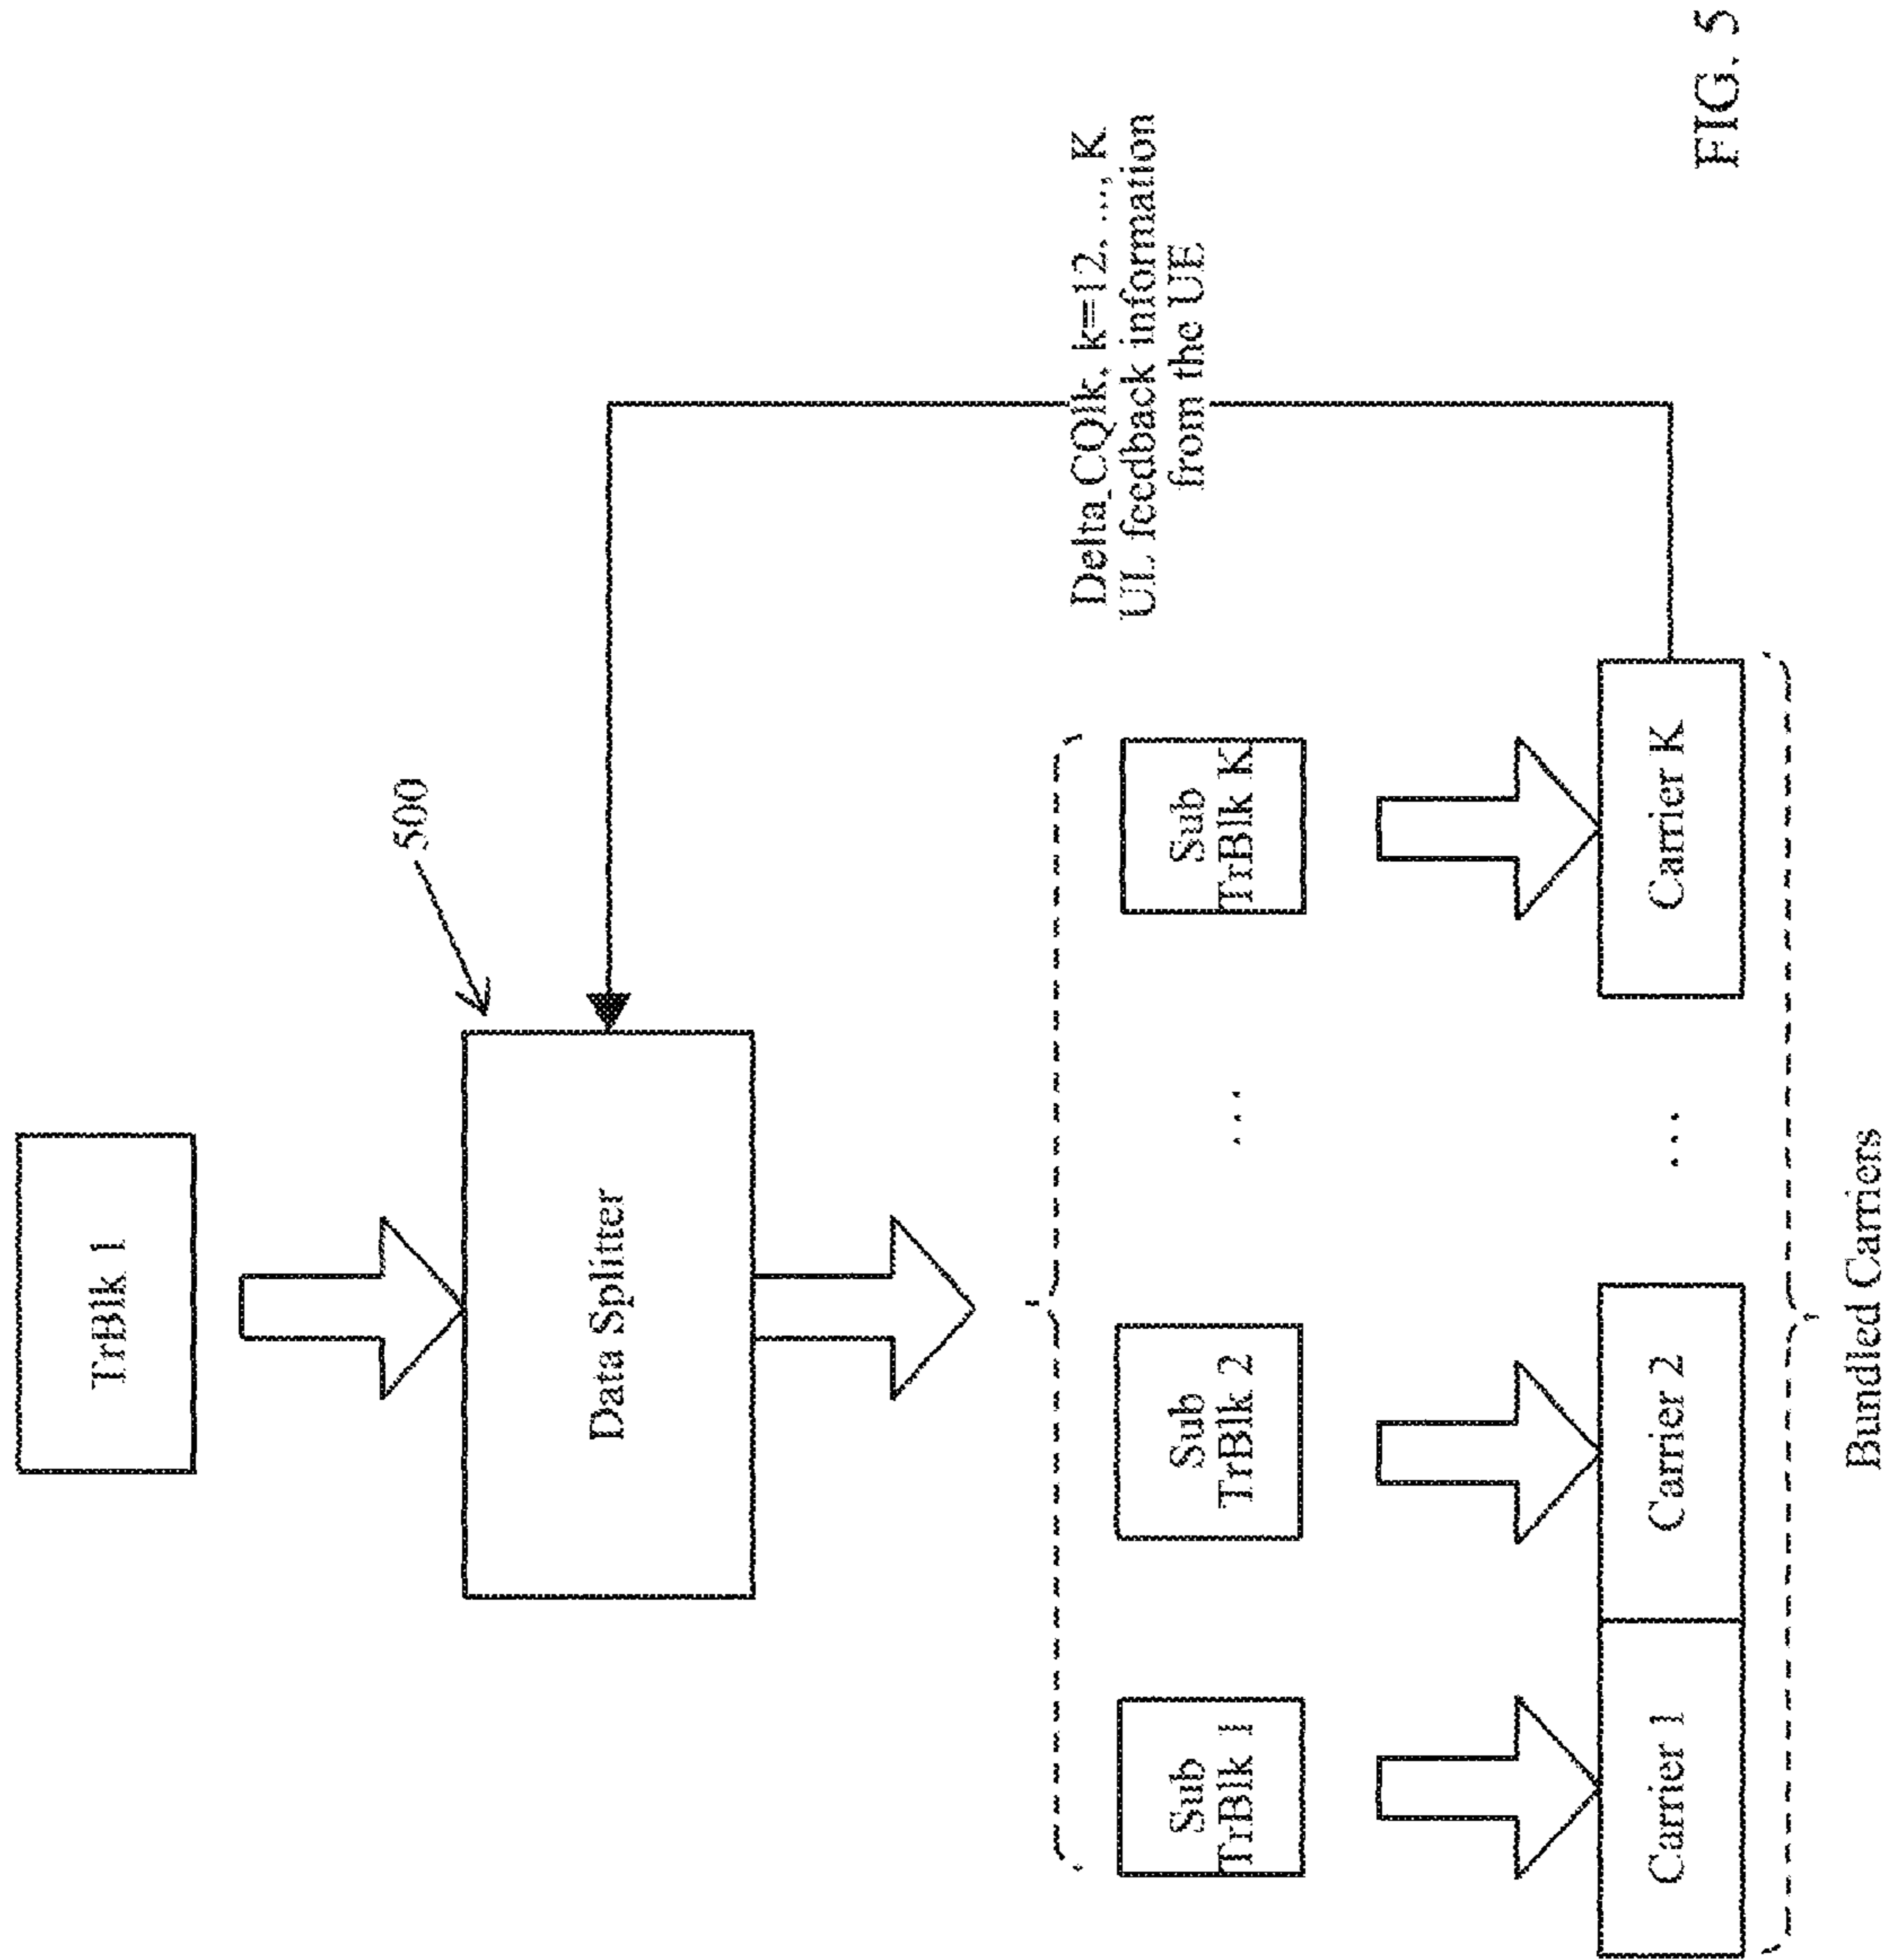 TrBlk 1
500
Data Splitter
Delta_CQIk, k=12, ..., K
UL feedback information
from the UE
Sub
TrBlk 1
Sub
TrBlk 2
...
Sub
TrBlk K
Carrier 1
Carrier 2
...
Carrier K
Bundled Carriers
FIG. 5